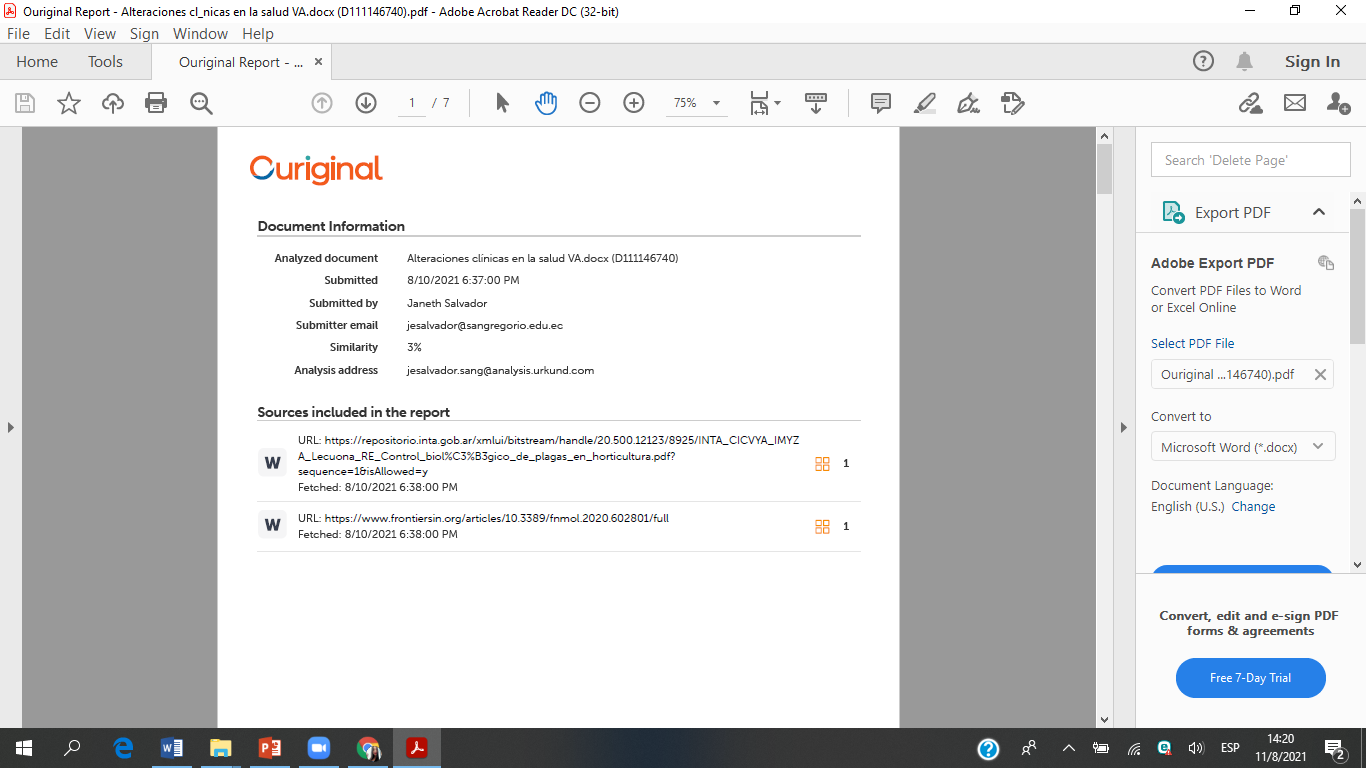 Ouriginal Report - Alteraciones cl_nicas en la salud VA.docx (D111146740).pdf - Adobe Acrobat Reader DC (32-bit)
File Edit View Sign Window Help
Home Tools Ouriginal Report - ... ×
Sign In
1 / 7 75%
Ouriginal
Document Information
Analyzed document Alteraciones clínicas en la salud VA.docx (D111146740)
Submitted 8/10/2021 6:37:00 PM
Submitted by Janeth Salvador
Submitter email jesalvador@sangregorio.edu.ec
Similarity 3%
Analysis address jesalvador.sang@analysis.urkund.com
Sources included in the report
W
URL: https://repositorio.inta.gob.ar/xmlui/bitstream/handle/20.500.12123/8925/INTA_CICVYA_IMYZ
A_Lecuona_RE_Control_biol%C3%B3gico_de_plagas_en_horticultura.pdf?
sequence=1&isAllowed=y
Fetched: 8/10/2021 6:38:00 PM
1
W
URL: https://www.frontiersin.org/articles/10.3389/fnmol.2020.602801/full
Fetched: 8/10/2021 6:38:00 PM
1
Search 'Delete Page'
Export PDF
Adobe Export PDF
Convert PDF Files to Word
or Excel Online
Select PDF File
Ouriginal ...146740).pdf
Convert to
Microsoft Word (*.docx)
Document Language:
English (U.S.) Change
Convert, edit and e-sign PDF
forms & agreements
Free 7-Day Trial
ESP
14:20
11/8/2021
2